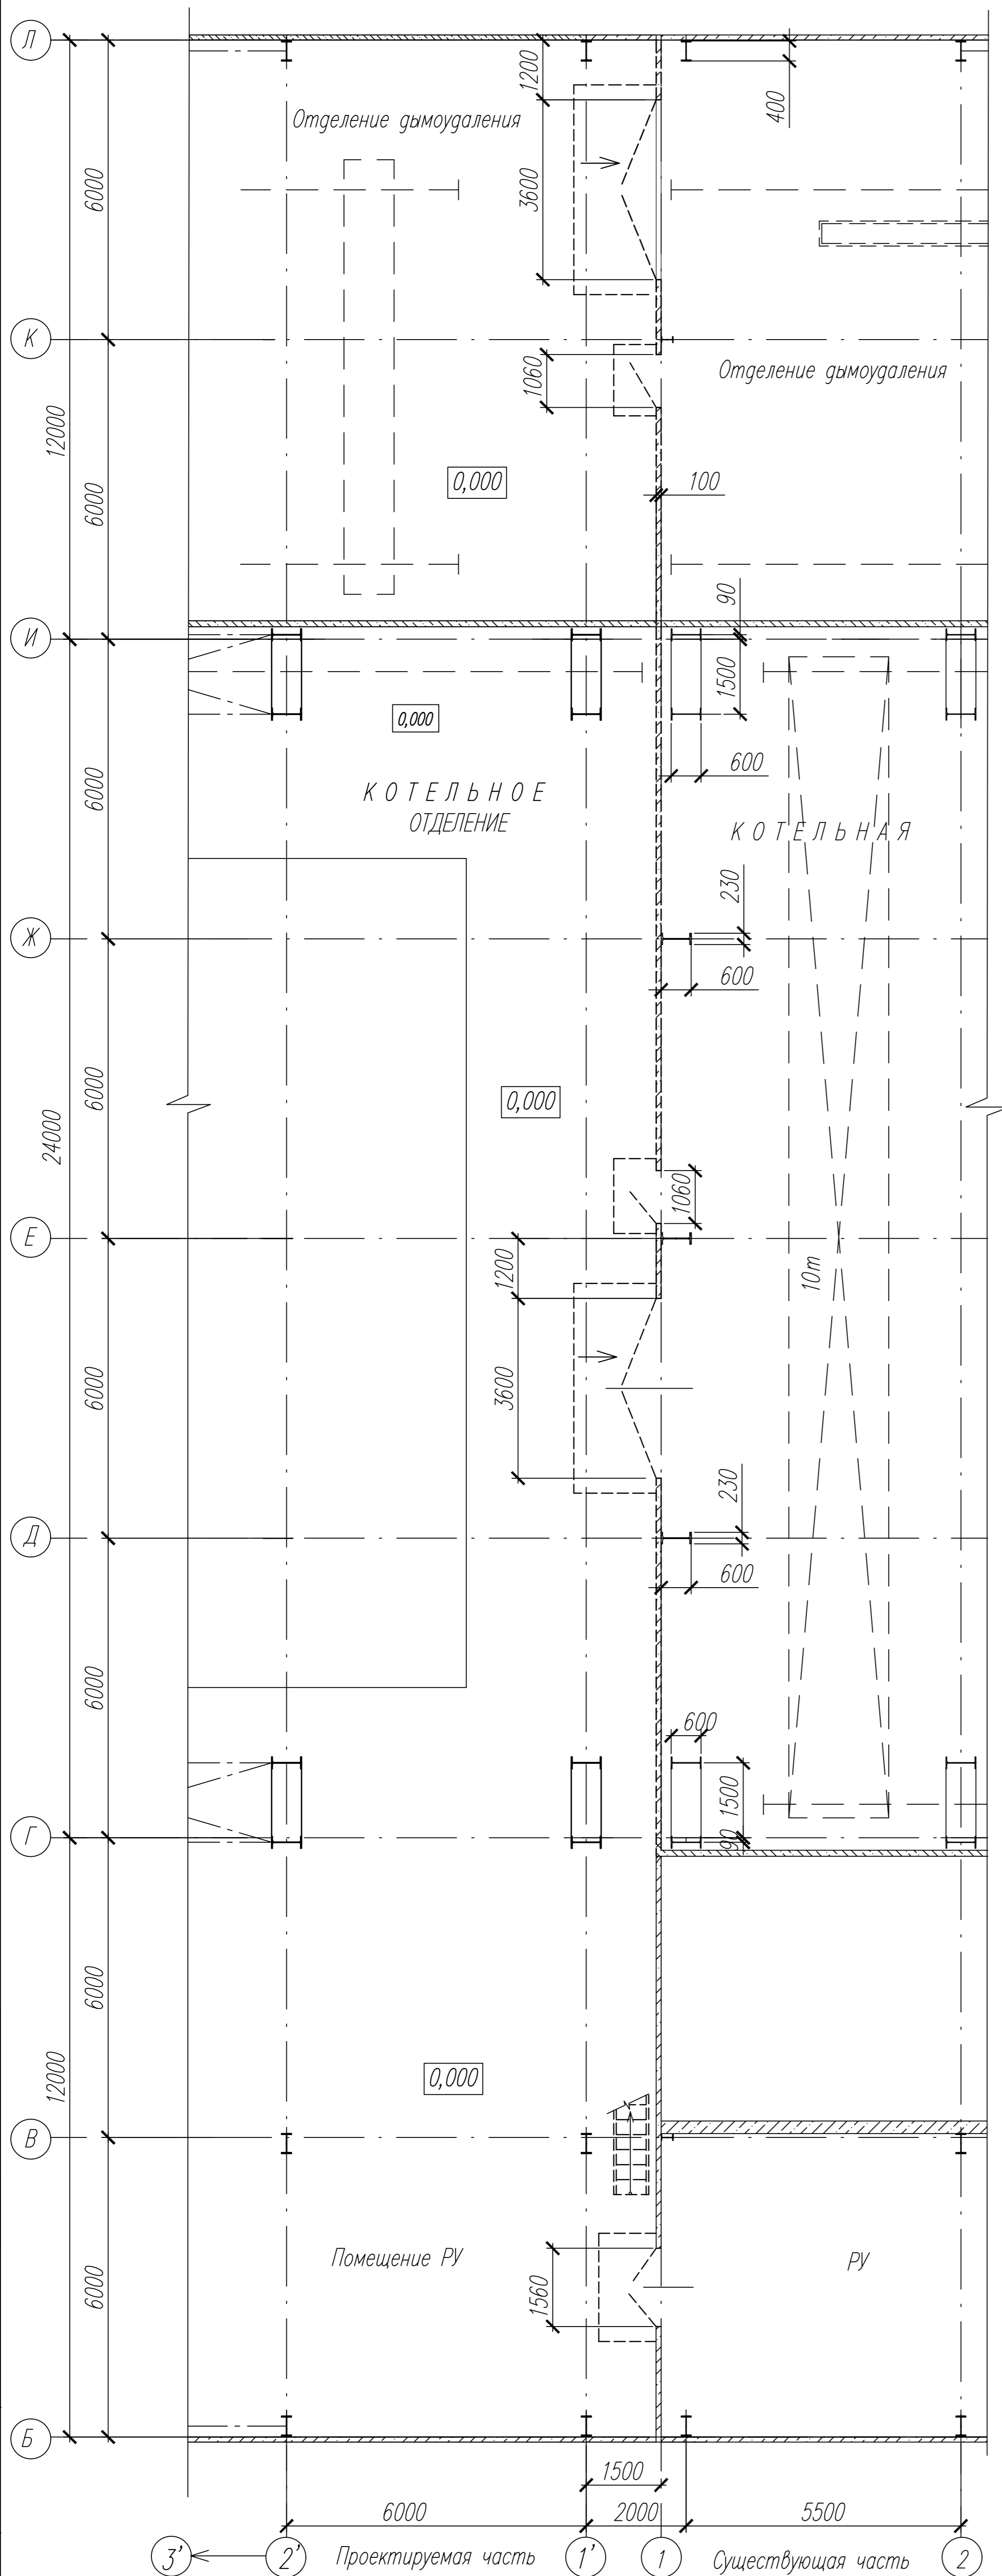 Л
1200
400
Отделение дымоудаления
6000
3600
К
Отделение дымоудаления
1060
12000
0,000
100
6000
90
И
1500
0,000
600
6000
КОТЕЛЬНОЕ
ОТДЕЛЕНИЕ
КОТЕЛЬНАЯ
230
Ж
600
6000
0,000
24000
1060
Е
1200
10т
3600
6000
230
Д
600
6000
600
1500
Г
90
6000
12000
0,000
В
Помещение РУ
РУ
6000
1560
Б
1500
6000
2000
5500
3'
2'
Проектируемая часть
1'
1
Существующая часть
2